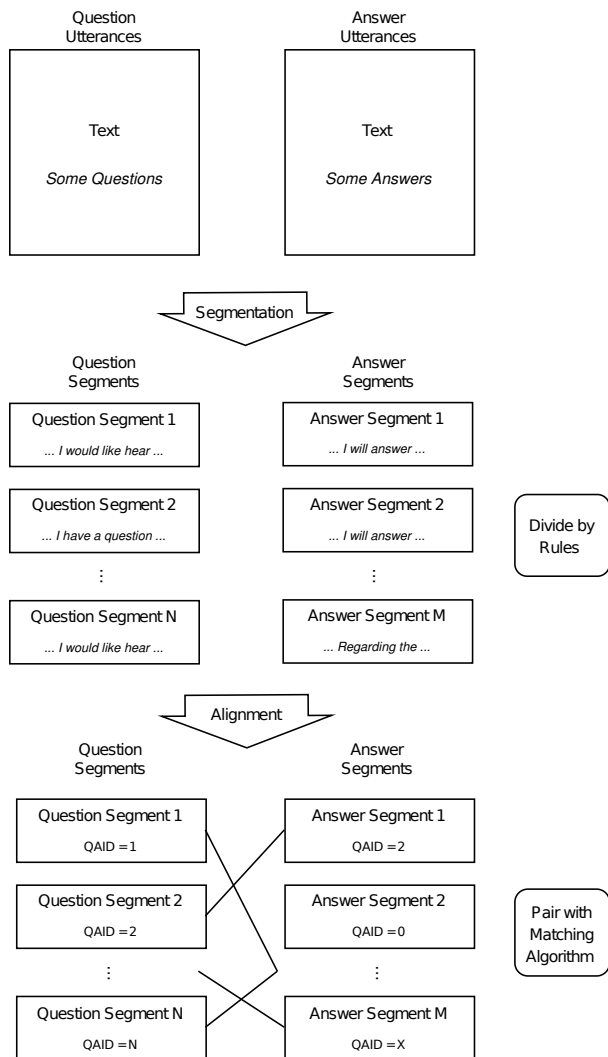 Question
Utterances
Answer
Utterances
Text
Some Questions
Text
Some Answers
Segmentation
Question
Segments
Answer
Segments
Question Segment 1
... I would like hear ...
Answer Segment 1
... I will answer ...
Question Segment 2
... I have a question ...
Answer Segment 2
... I will answer ...
Divide by
Rules
⋮
⋮
Question Segment N
... I would like hear ...
Answer Segment M
... Regarding the ...
Alignment
Question
Segments
Answer
Segments
Question Segment 1
QAID = 1
Answer Segment 1
QAID = 2
Question Segment 2
QAID = 2
Answer Segment 2
QAID = 0
Pair with
Matching
Algorithm
⋮
⋮
Question Segment N
QAID = N
Answer Segment M
QAID = X